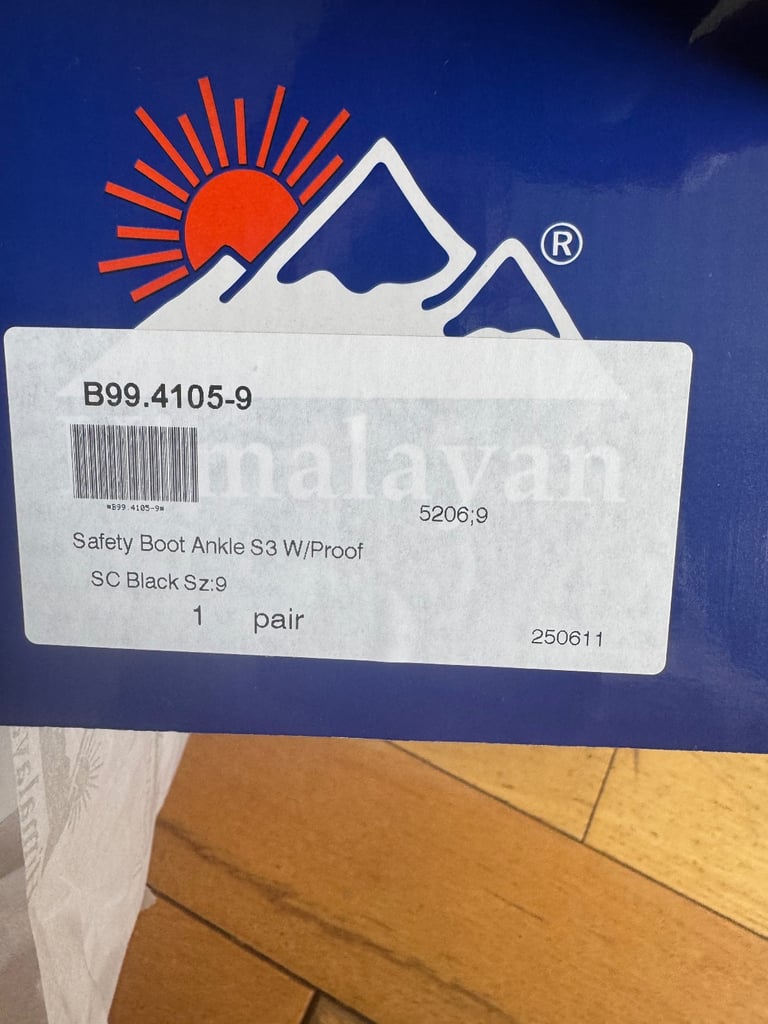 ®
B99.4105-9
malayan
*B99.4105-9*
5206;9
Safety Boot Ankle S3 W/Proof
SC Black Sz:9
1 pair
250611